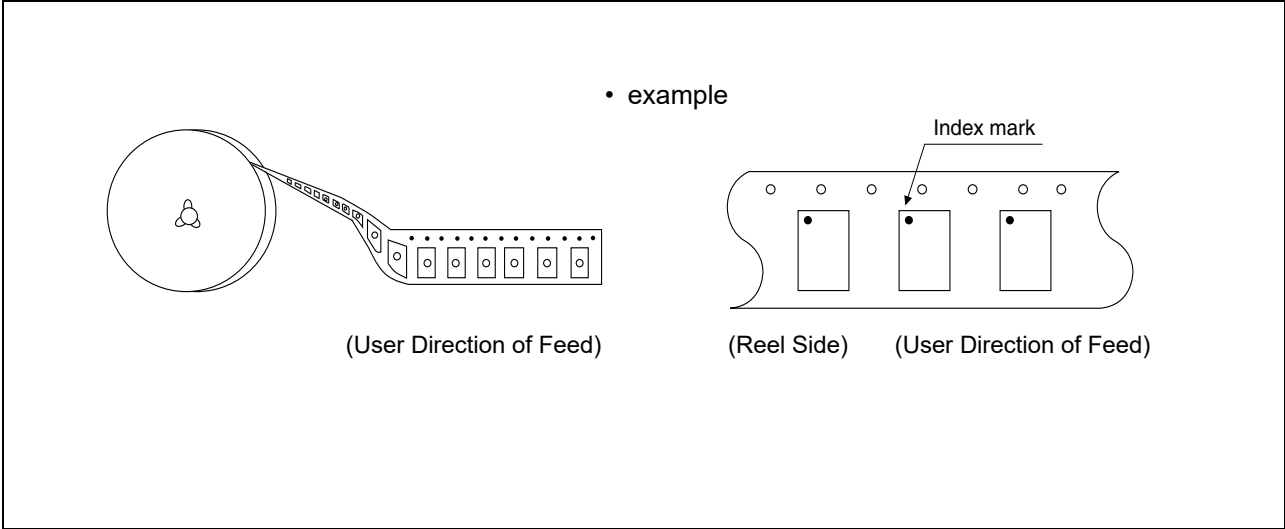 • example
Index mark
(User Direction of Feed)
(Reel Side)
(User Direction of Feed)